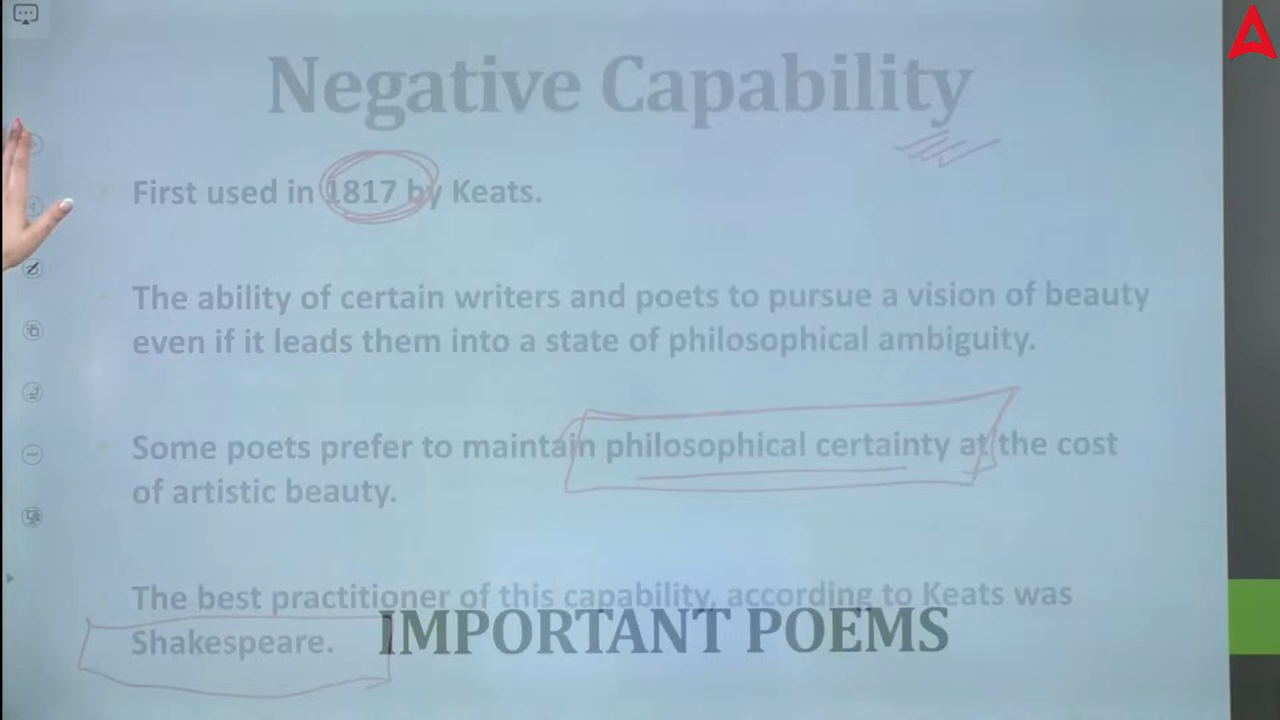 Negative Capability
First used in 1817 by Keats.
The ability of certain writers and poets to pursue a vision of beauty
even if it leads them into a state of philosophical ambiguity.
Some poets prefer to maintain philosophical certainty at the cost
of artistic beauty.
The best practitioner of this capability, according to Keats was
Shakespeare.
IMPORTANT POEMS